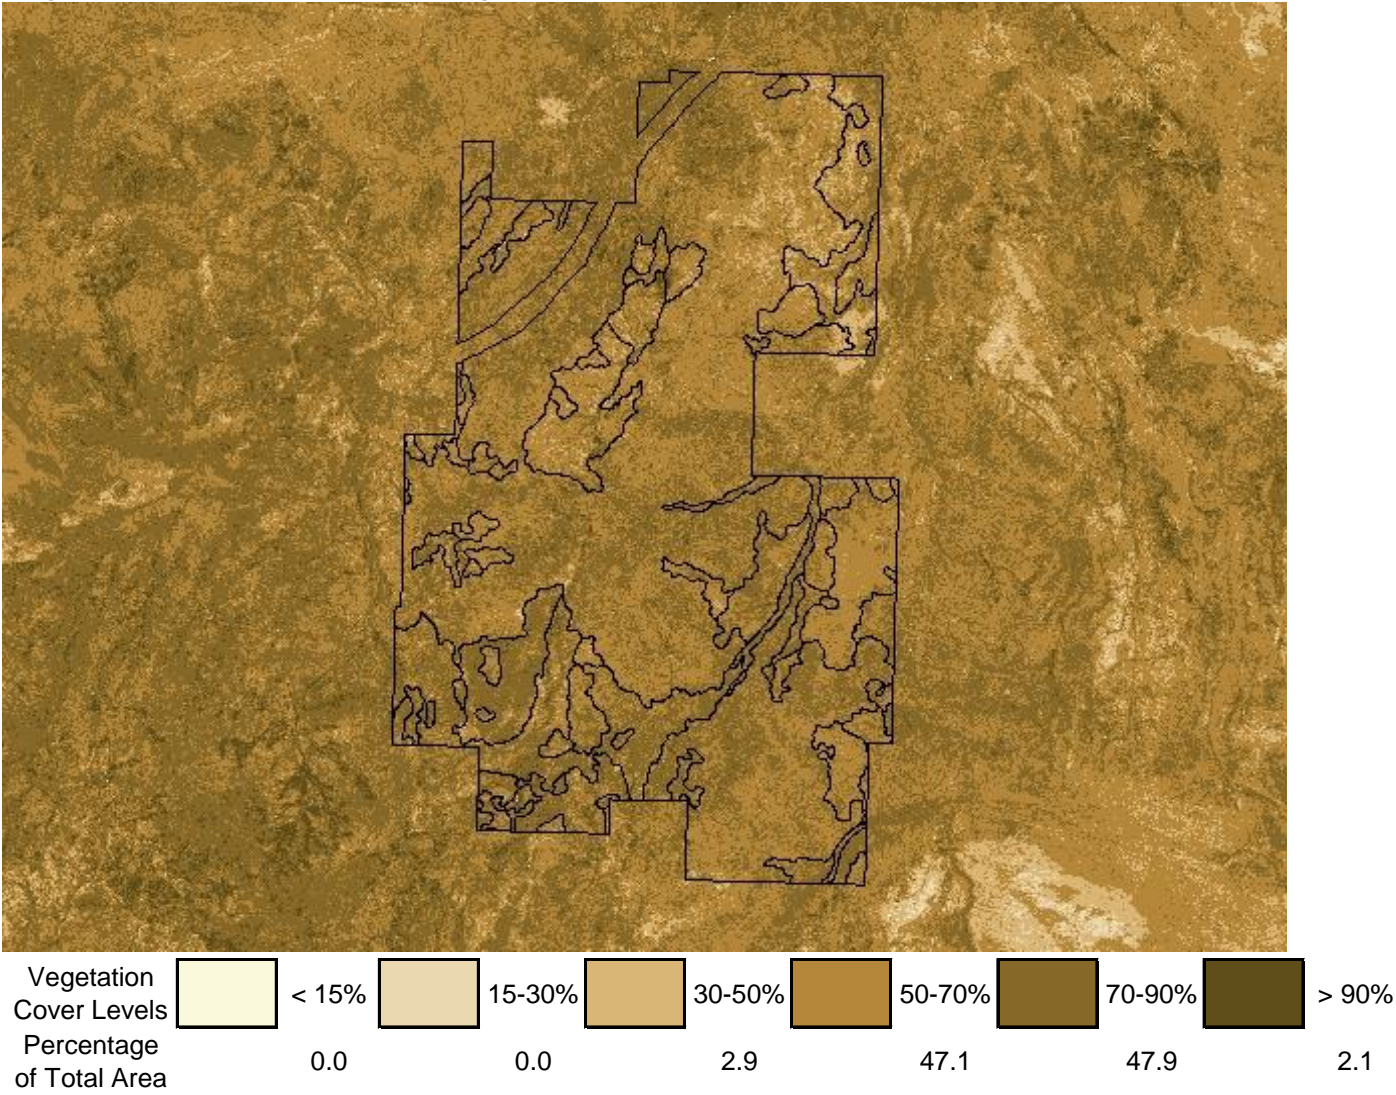 Vegetation
Cover Levels
< 15% 15-30% 30-50% 50-70% 70-90% > 90%
Percentage
of Total Area
0.0 0.0 2.9 47.1 47.9 2.1